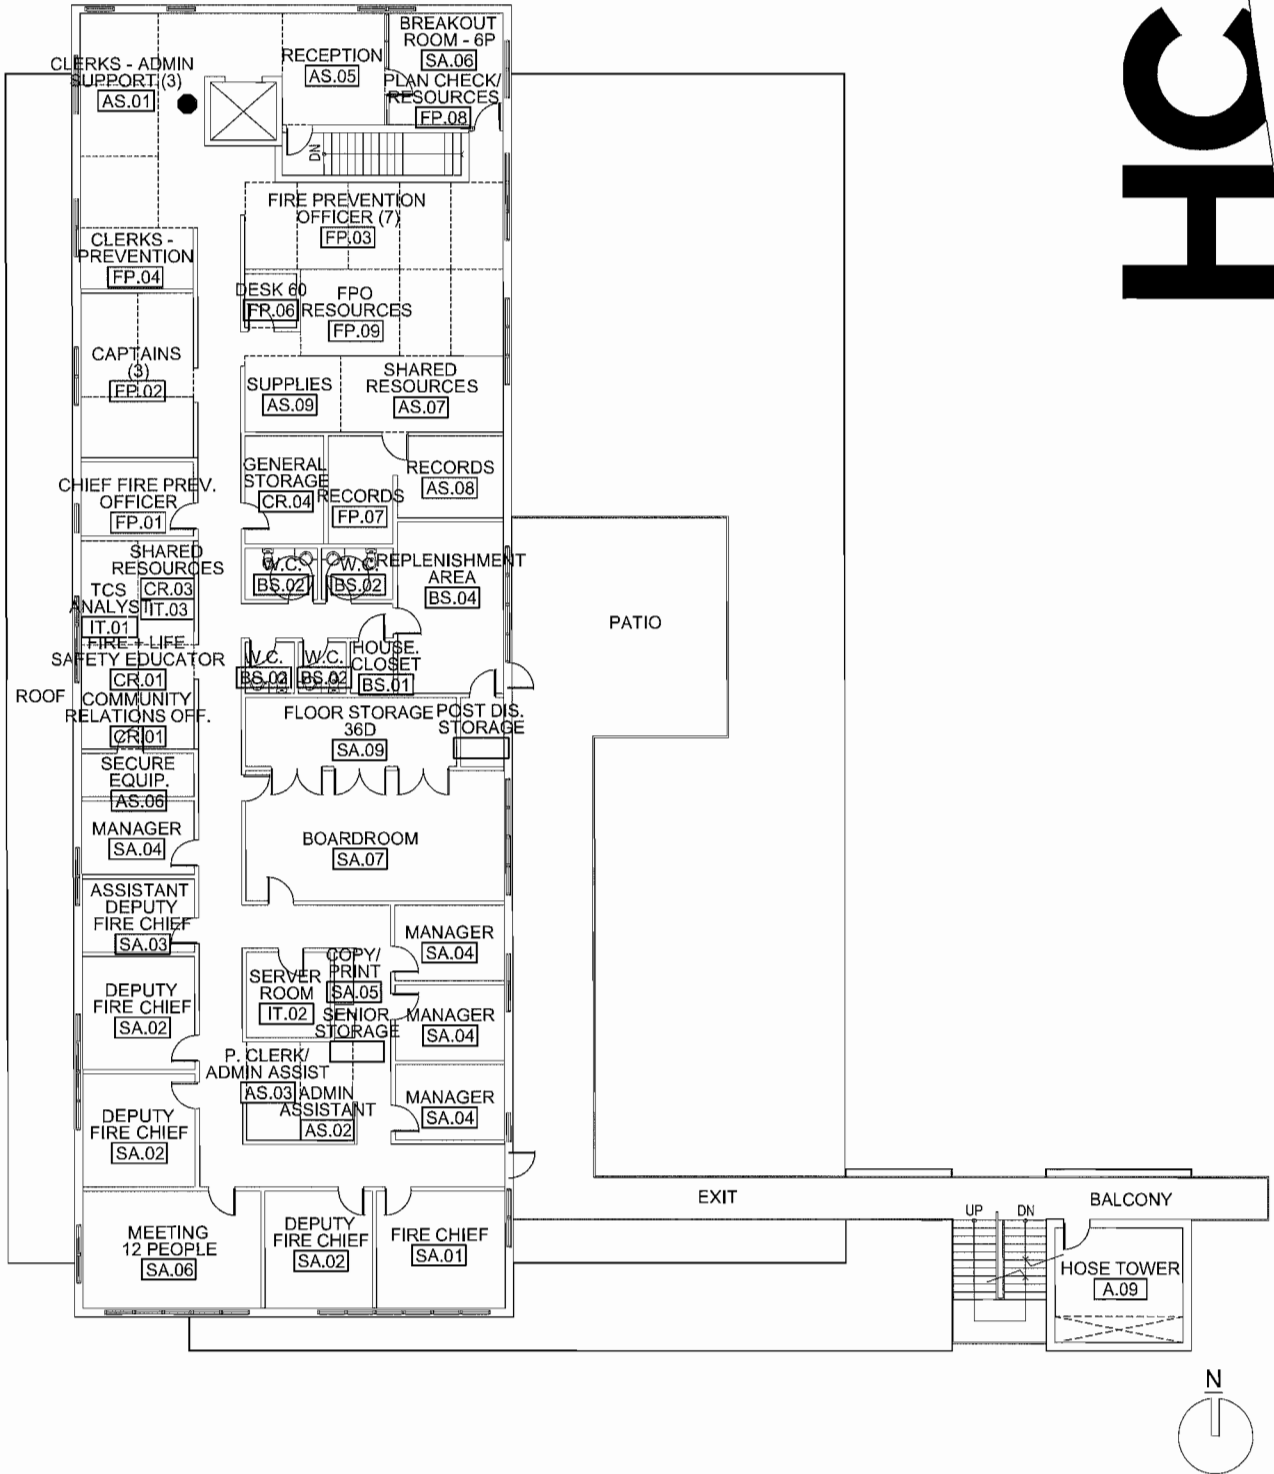 HC
CLERKS - ADMIN
SUPPORT (3)
AS.01
RECEPTION
AS.05
BREAKOUT
ROOM - 6P
SA.06
PLAN CHECK/
RESOURCES
FP.08
DN
FIRE PREVENTION
OFFICER (7)
FP.03
CLERKS -
PREVENTION
FP.04
DESK 60
FP.06
FPO
RESOURCES
FP.09
CAPTAINS
(3)
FP.02
SUPPLIES
AS.09
SHARED
RESOURCES
AS.07
GENERAL
STORAGE
CR.04
RECORDS
FP.07
RECORDS
AS.08
CHIEF FIRE PREV.
OFFICER
FP.01
SHARED
RESOURCES
CR.03
IT.03
TCS
ANALYST
IT.01
W.C.
BS.02
W.C.
BS.02
REPLENISHMENT
AREA
BS.04
PATIO
FIRE + LIFE
SAFETY EDUCATOR
CR.01
W.C.
BS.02
W.C.
BS.02
HOUSE.
CLOSET
BS.01
ROOF
COMMUNITY
RELATIONS OFF.
CR.01
FLOOR STORAGE
36D
SA.09
POST DIS.
STORAGE
SECURE
EQUIP.
AS.06
MANAGER
SA.04
BOARDROOM
SA.07
ASSISTANT
DEPUTY
FIRE CHIEF
SA.03
MANAGER
SA.04
DEPUTY
FIRE CHIEF
SA.02
SERVER
ROOM
IT.02
COPY/
PRINT
SA.05
SENIOR
STORAGE
MANAGER
SA.04
P. CLERK/
ADMIN ASSIST
AS.03
ADMIN
ASSISTANT
AS.02
MANAGER
SA.04
DEPUTY
FIRE CHIEF
SA.02
EXIT
BALCONY
UP
DN
MEETING
12 PEOPLE
SA.06
DEPUTY
FIRE CHIEF
SA.02
FIRE CHIEF
SA.01
HOSE TOWER
A.09
N